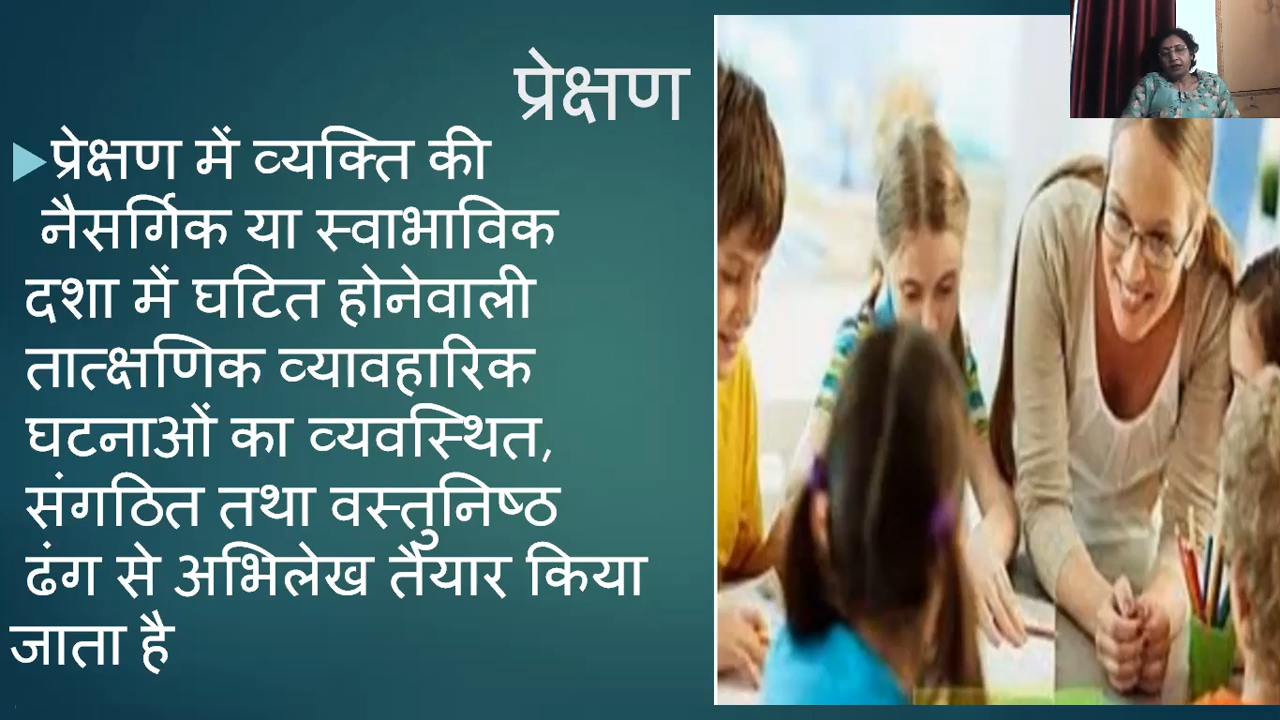 प्रेक्षण
प्रेक्षण में व्यक्ति की
नैसर्गिक या स्वाभाविक
दशा में घटित होनेवाली
तात्क्षणिक व्यावहारिक
घटनाओं का व्यवस्थित,
संगठित तथा वस्तुनिष्ठ
ढंग से अभिलेख तैयार किया
जाता है